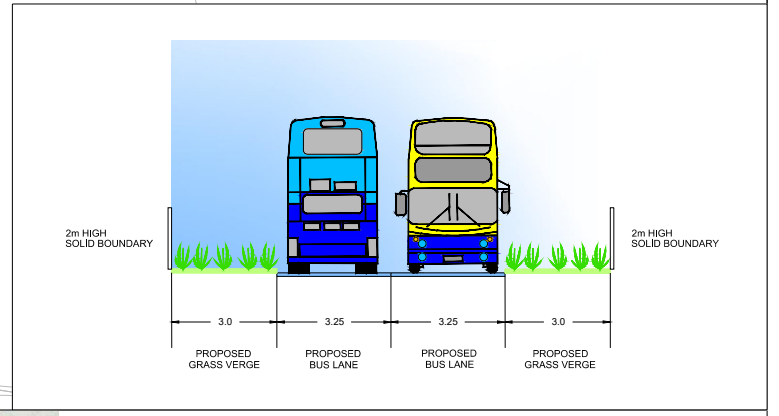 2m HIGH
SOLID BOUNDARY
2m HIGH
SOLID BOUNDARY
3.0
3.25
3.25
3.0
PROPOSED
GRASS VERGE
PROPOSED
BUS LANE
PROPOSED
BUS LANE
PROPOSED
GRASS VERGE